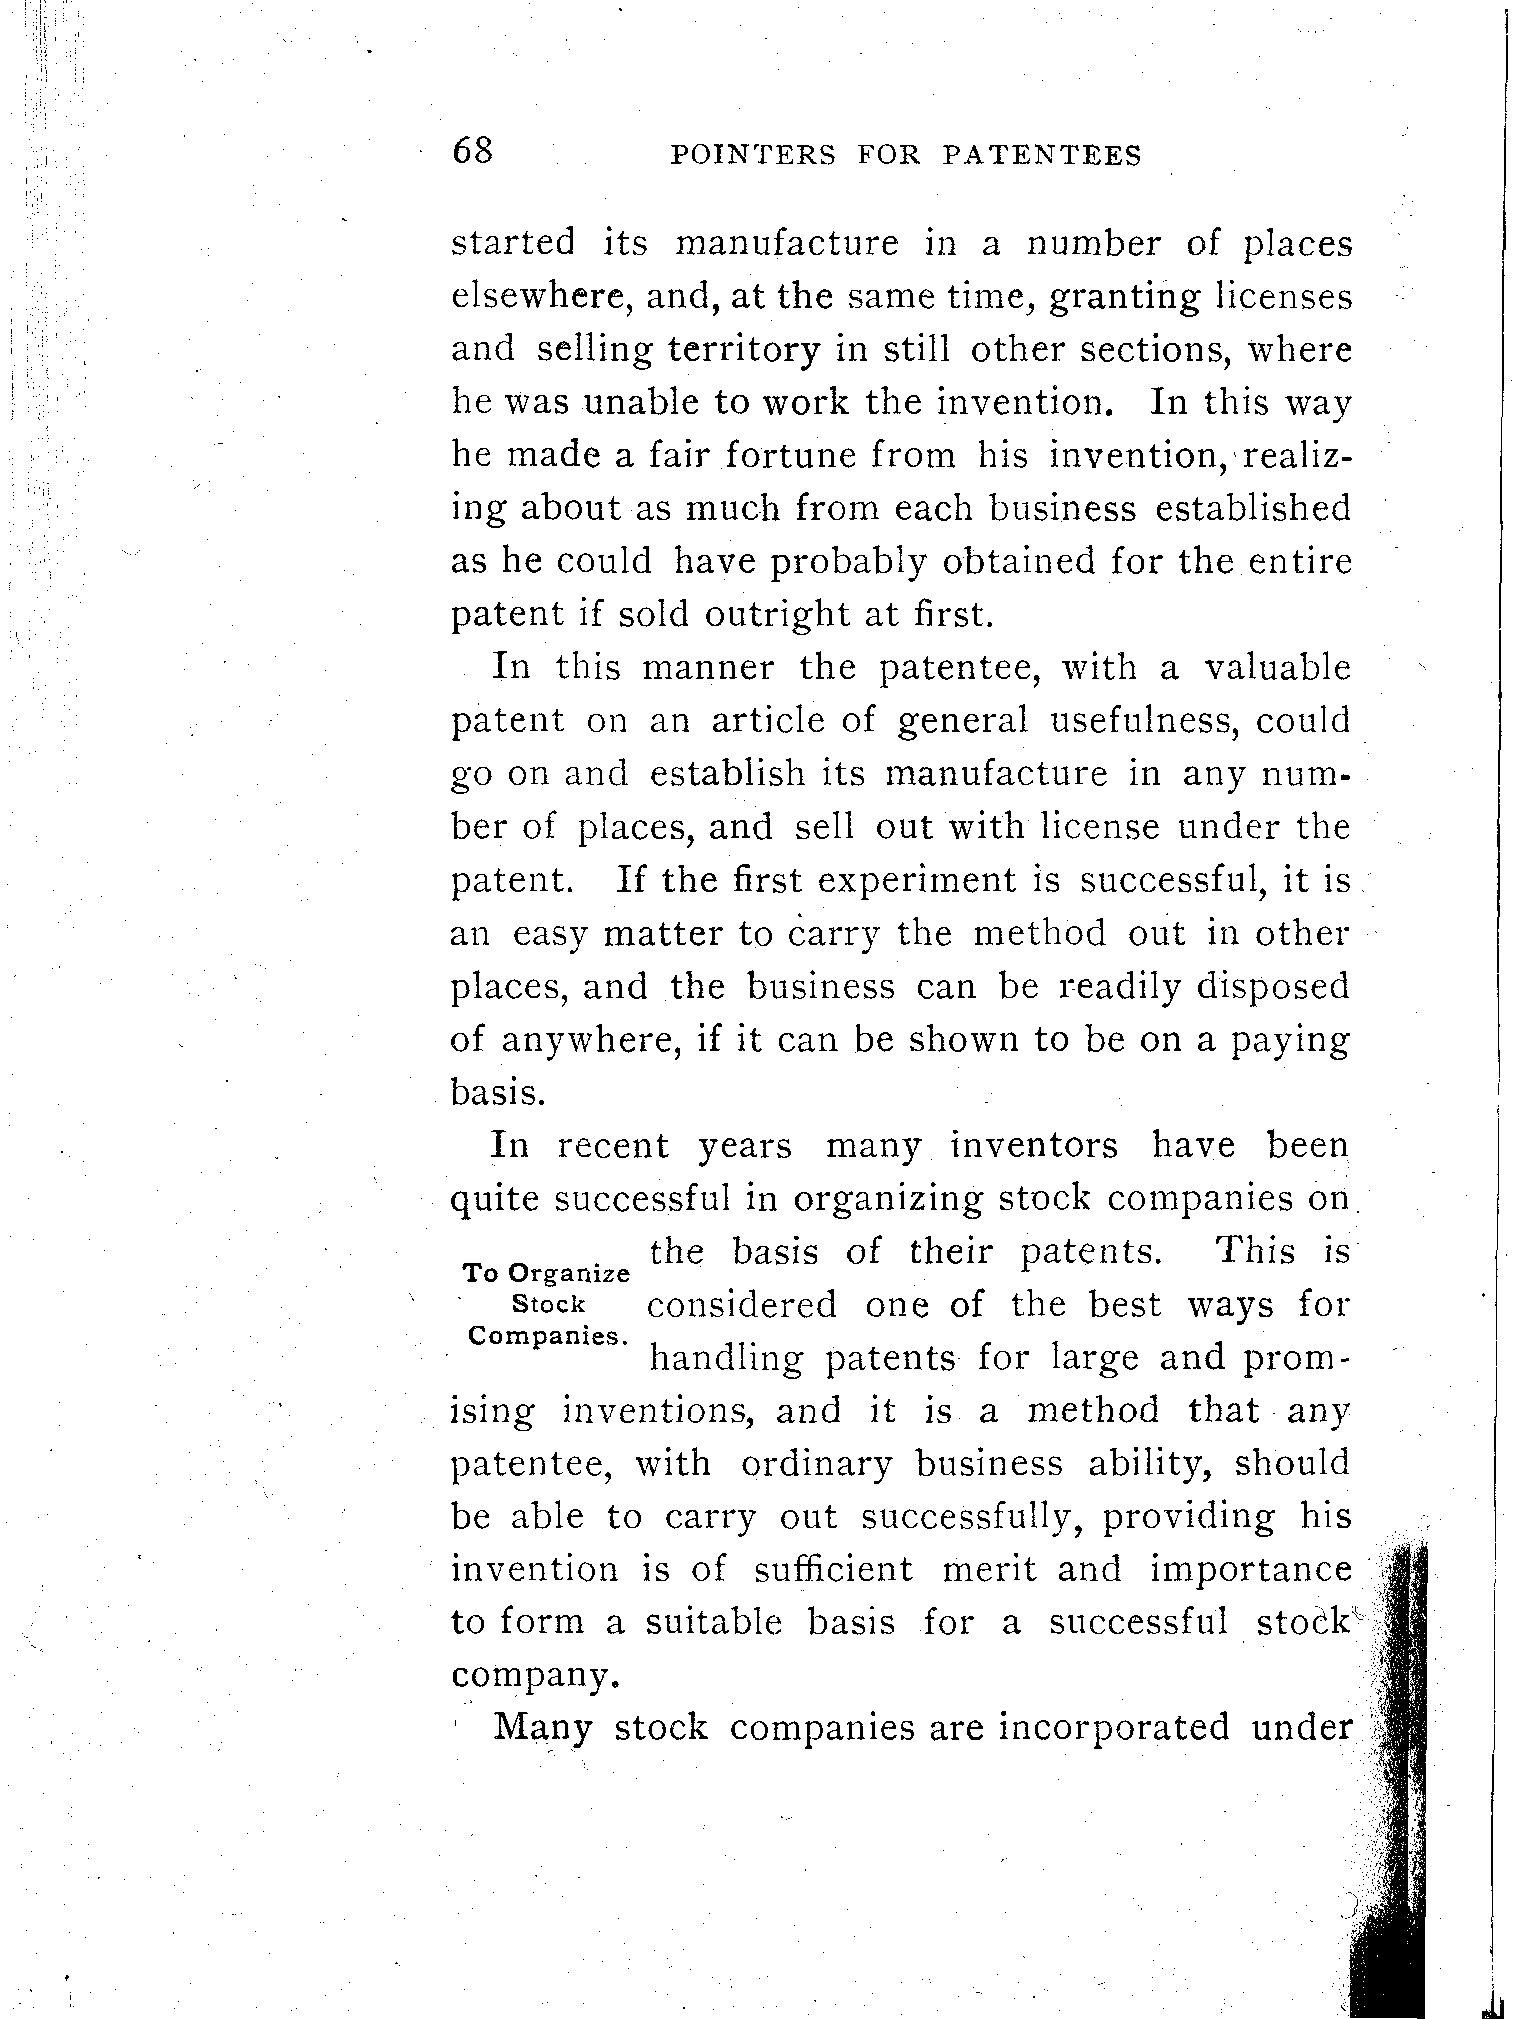 68 POINTERS FOR PATENTEES
started its manufacture in a number of places
elsewhere, and, at the same time, granting licenses
and selling territory in still other sections, where
he was unable to work the invention. In this way
he made a fair fortune from his invention, realiz-
ing about as much from each business established
as he could have probably obtained for the entire
patent if sold outright at first.
In this manner the patentee, with a valuable
patent on an article of general usefulness, could
go on and establish its manufacture in any num-
ber of places, and sell out with license under the
patent. If the first experiment is successful, it is
an easy matter to carry the method out in other
places, and the business can be readily disposed
of anywhere, if it can be shown to be on a paying
basis.
In recent years many inventors have been
quite successful in organizing stock companies on
To Organize
Stock
Companies.
the basis of their patents. This is
considered one of the best ways for
handling patents for large and prom-
ising inventions, and it is a method that any
patentee, with ordinary business ability, should
be able to carry out successfully, providing his
invention is of sufficient merit and importance
to form a suitable basis for a successful stock
company.
Many stock companies are incorporated under